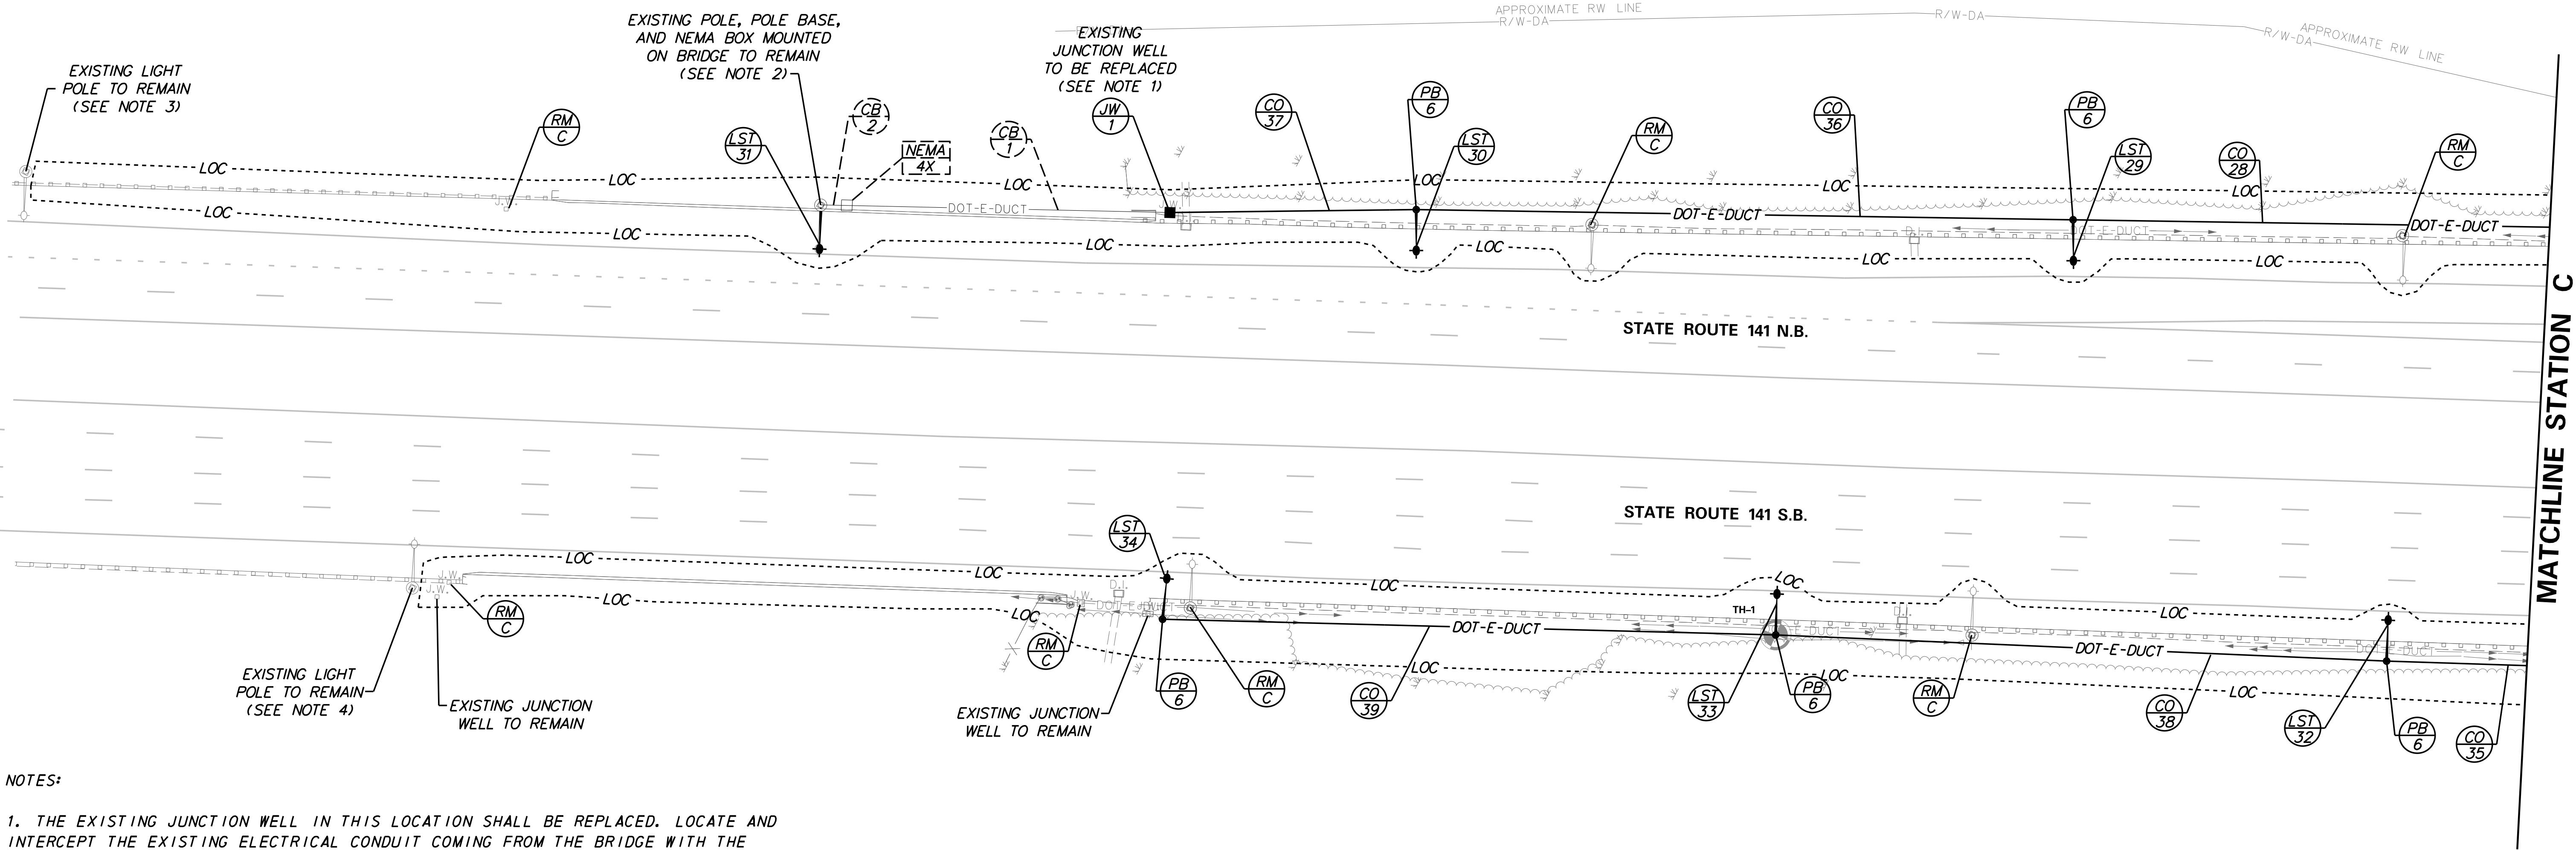 APPROXIMATE RW LINE
R/W-DA
R/W-DA
R/W-DA
APPROXIMATE RW LINE
EXISTING LIGHT
POLE TO REMAIN
(SEE NOTE 3)
EXISTING POLE, POLE BASE,
AND NEMA BOX MOUNTED
ON BRIDGE TO REMAIN
(SEE NOTE 2)
EXISTING
JUNCTION WELL
TO BE REPLACED
(SEE NOTE 1)
RM
C
LST
31
CB
2
NEMA
4X
CB
1
JW
1
CO
37
PB
6
LST
30
RM
C
CO
36
PB
6
LST
29
CO
28
RM
C
LOC
LOC
LOC
LOC
LOC
LOC
J.W.
DOT-E-DUCT
J.W.
DOT-E-DUCT
D.I.
DOT-E-DUCT
DOT-E-DUCT
LOC
LOC
LOC
LOC
LOC
LOC
STATE ROUTE 141 N.B.
MATCHLINE STATION C
STATE ROUTE 141 S.B.
LST
34
LOC
LOC
LOC
LOC
LOC
J.W.
J.W.
LOC
J.W.
D.I.
DOT-E-DUCT
J.W.
LOC
TH-1
D.I.
DOT-E-DUCT
DOT-E-DUCT
DOT-E-DUCT
RM
C
RM
C
LOC
LOC
LOC
EXISTING LIGHT
POLE TO REMAIN
(SEE NOTE 4)
EXISTING JUNCTION
WELL TO REMAIN
EXISTING JUNCTION
WELL TO REMAIN
PB
6
RM
C
CO
39
LST
33
PB
6
RM
C
CO
38
LST
32
PB
6
CO
35
NOTES:
1. THE EXISTING JUNCTION WELL IN THIS LOCATION SHALL BE REPLACED. LOCATE AND
INTERCEPT THE EXISTING ELECTRICAL CONDUIT COMING FROM THE BRIDGE WITH THE